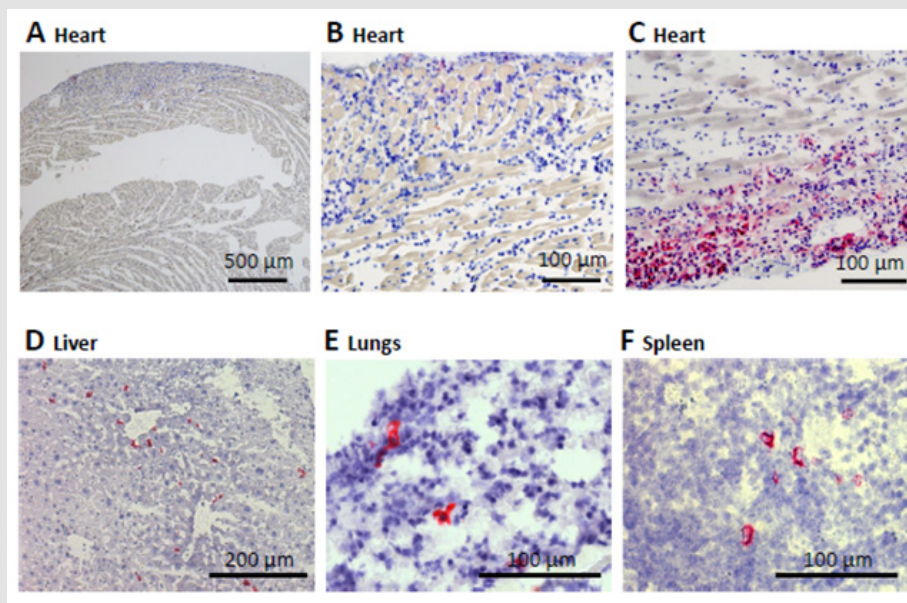 A Heart
B Heart
C Heart
500 μm
100 μm
100 μm
D Liver
E Lungs
F Spleen
200 μm
100 μm
100 μm